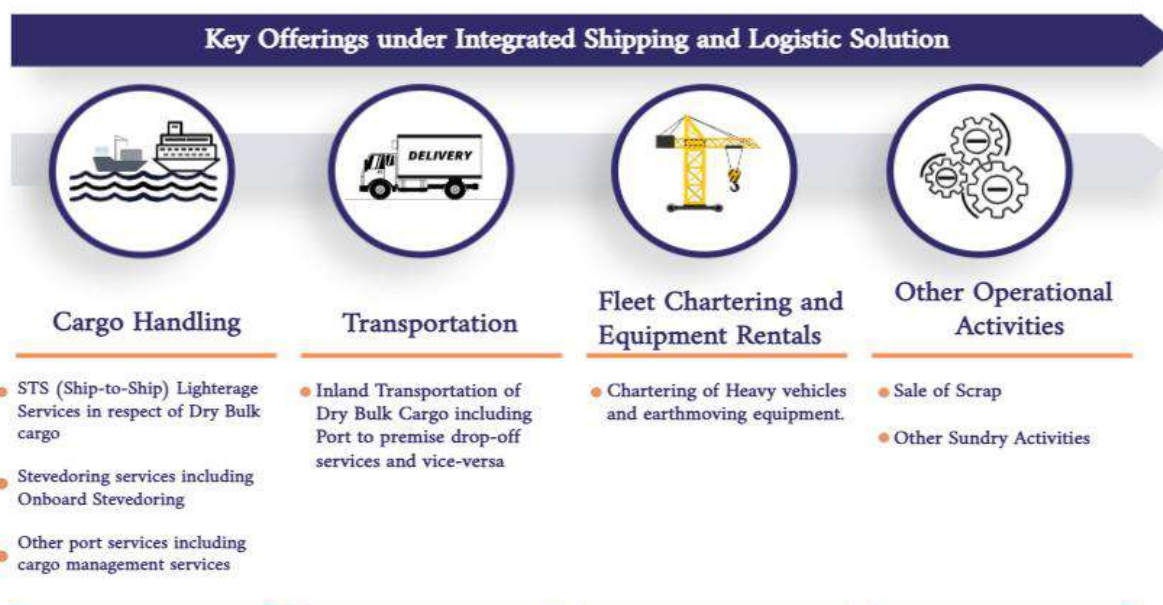 Key Offerings under Integrated Shipping and Logistic Solution
DELIVERY
Cargo Handling
STS (Ship-to-Ship) Lighterage
Services in respect of Dry Bulk
cargo
Stevedoring services including
Onboard Stevedoring
Other port services including
cargo management services
Transportation
Inland Transportation of
Dry Bulk Cargo including
Port to premise drop-off
services and vice-versa
Fleet Chartering and
Equipment Rentals
Chartering of Heavy vehicles
and earthmoving equipment.
Other Operational
Activities
Sale of Scrap
Other Sundry Activities